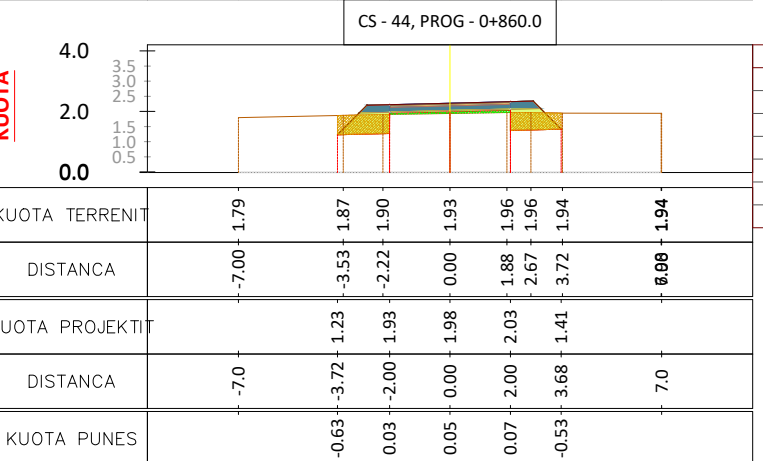 CS - 44, PROG - 0+860.0
KUOTA
4.0
3.5
3.0
2.5
2.0
1.5
1.0
0.5
0.0
KUOTA TERRENIT 1.79 1.87 1.90 1.93 1.96 1.96 1.94 1.94
DISTANCA -7.00 -3.53 -2.22 0.00 1.88 2.67 3.72
UOTA PROJEKTIT 1.23 1.93 1.98 2.03 1.41
DISTANCA -7.0 -3.72 -2.00 0.00 2.00 3.68 7.0
KUOTA PUNES -0.63 0.03 0.05 0.07 -0.53